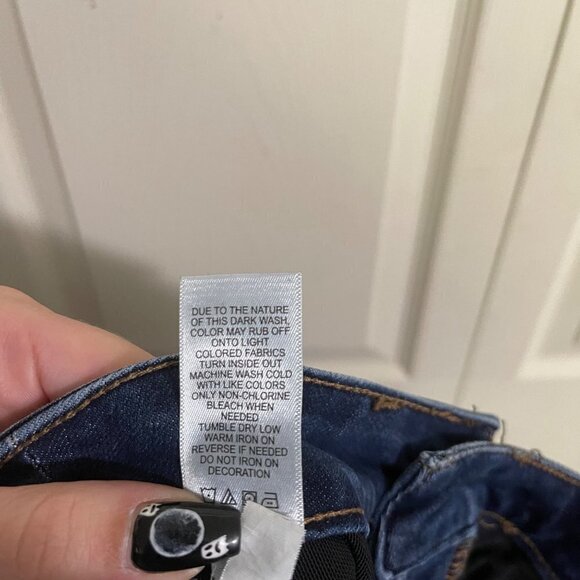 DUE TO THE NATURE
OF THIS DARK WASH,
COLOR MAY RUB OFF
ONTO LIGHT
COLORED FABRICS
TURN INSIDE OUT
MACHINE WASH COLD
WITH LIKE COLORS
ONLY NON-CHLORINE
BLEACH WHEN
NEEDED
TUMBLE DRY LOW
WARM IRON ON
REVERSE IF NEEDED
DO NOT IRON ON
DECORATION